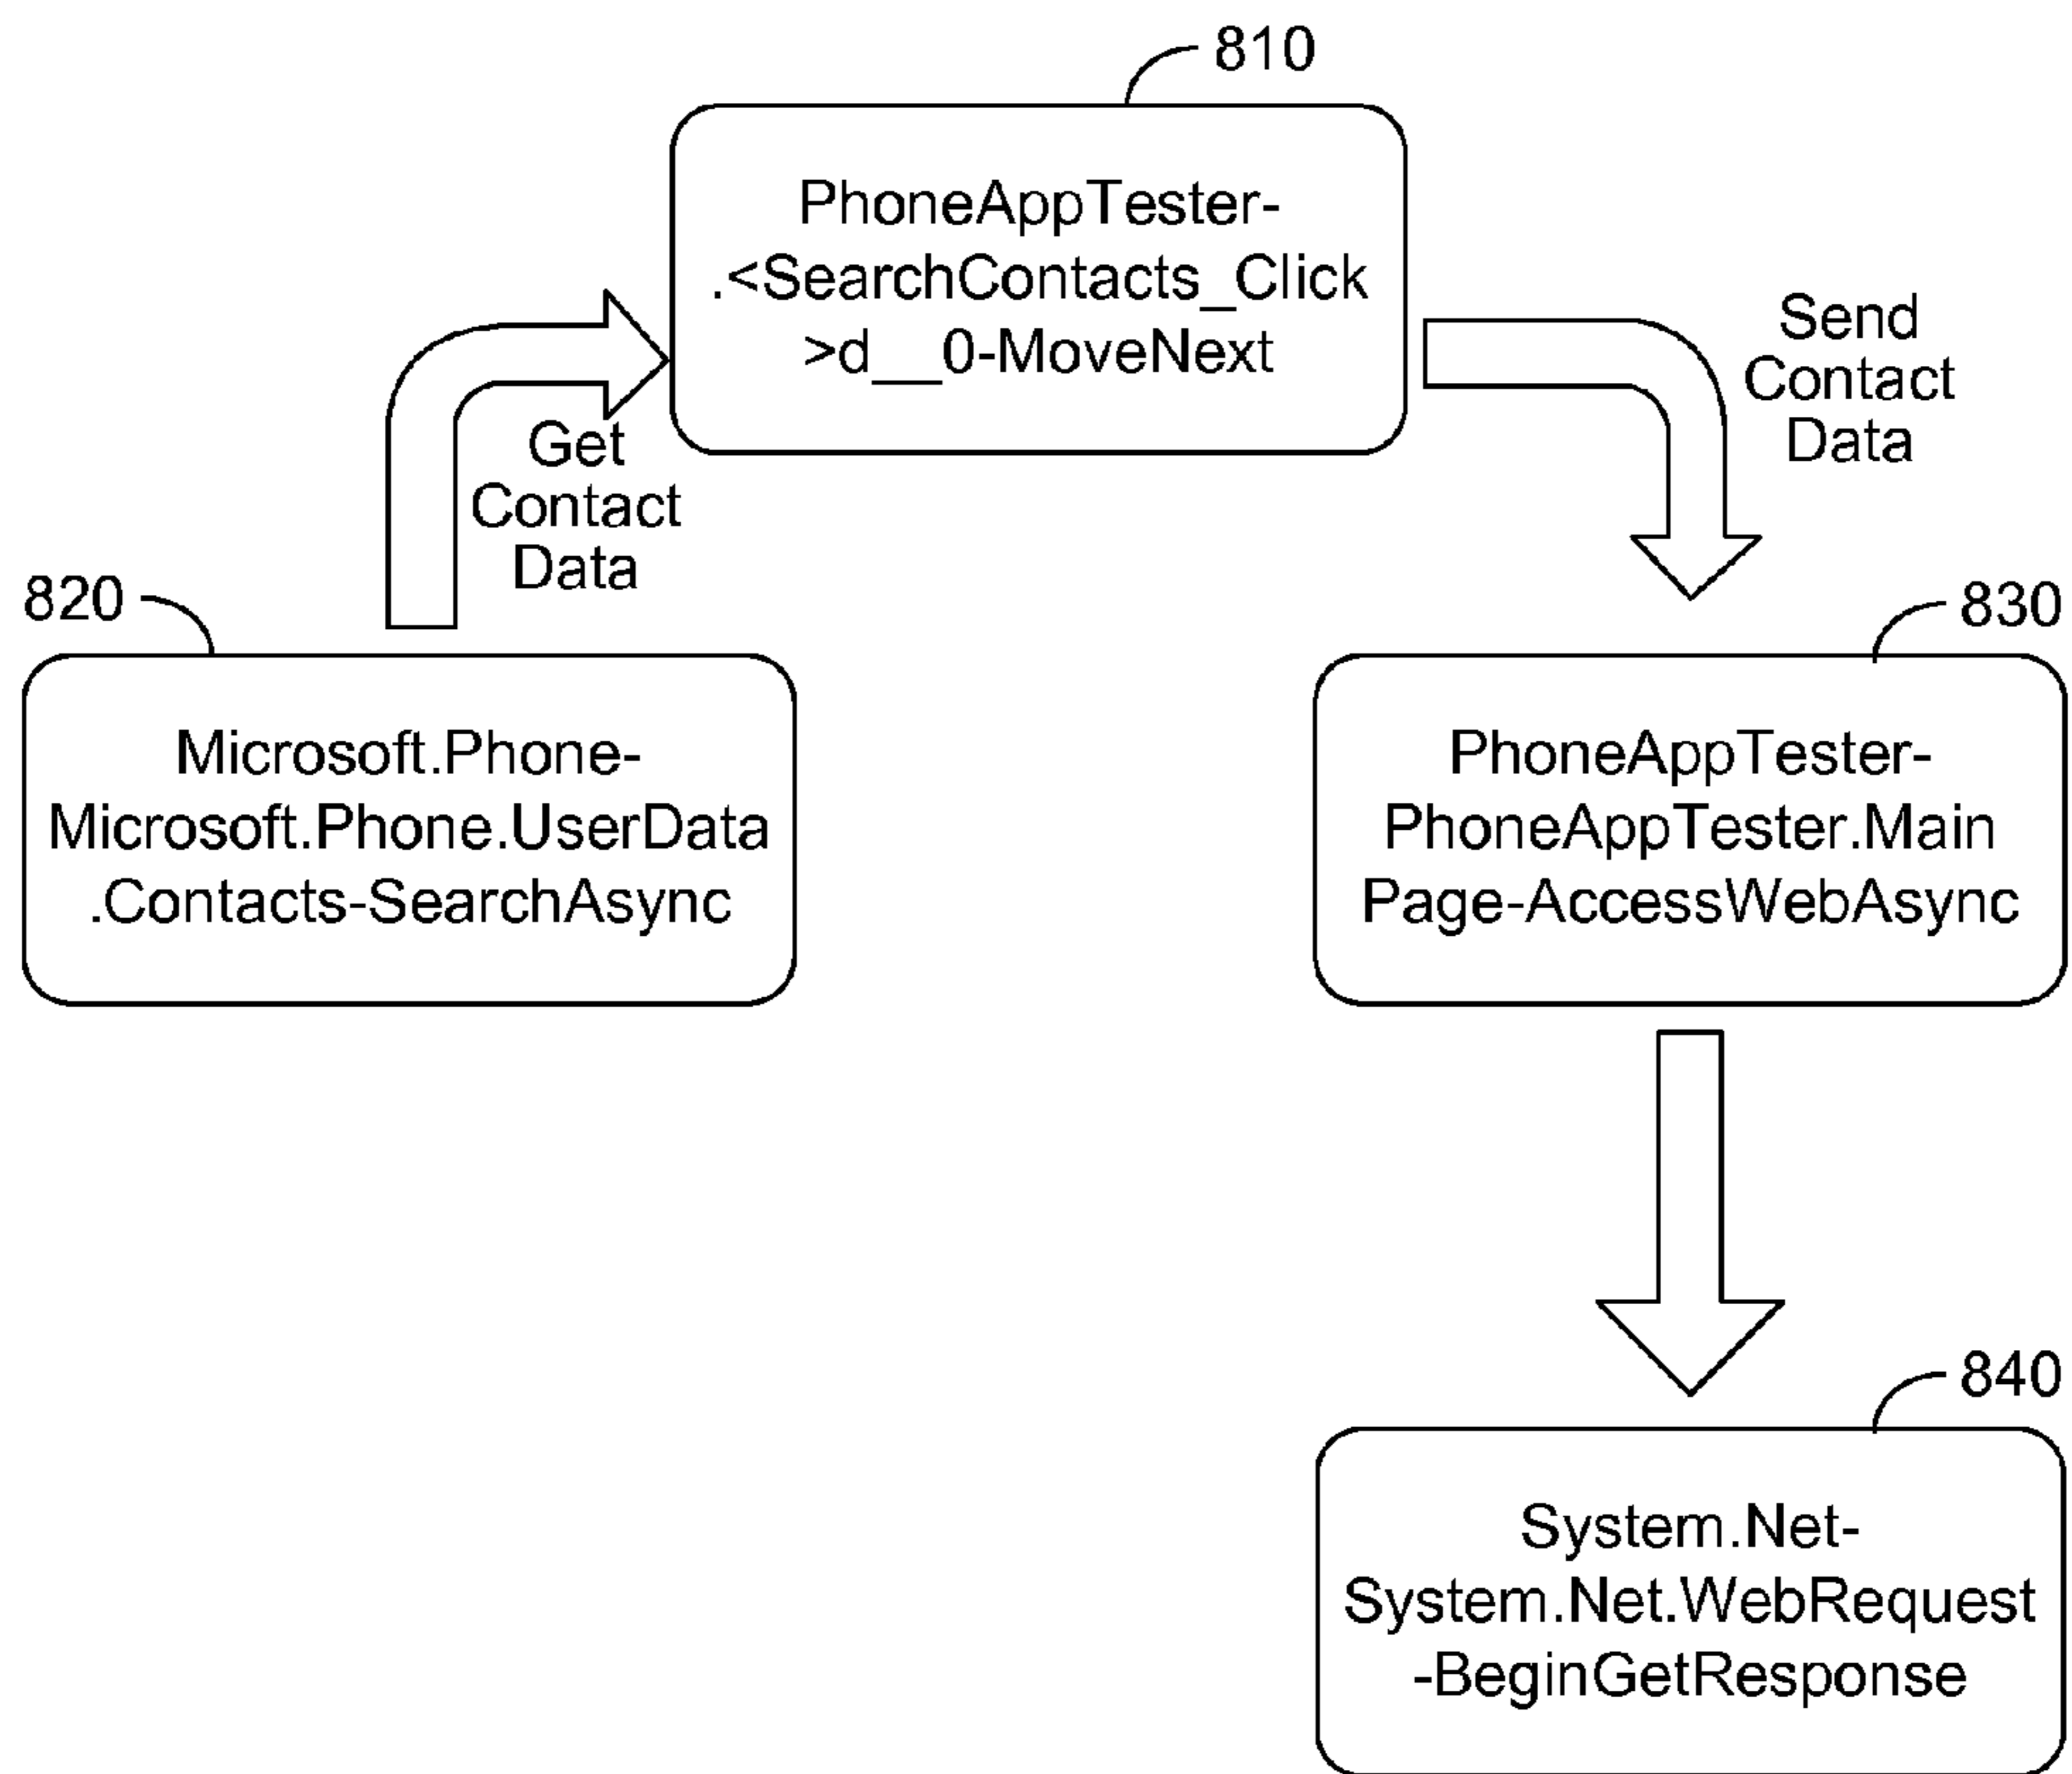 810
PhoneAppTester-
.<SearchContacts_Click
>d__0-MoveNext
Get
Contact
Data
Send
Contact
Data
820
Microsoft.Phone-
Microsoft.Phone.UserData
.Contacts-SearchAsync
830
PhoneAppTester-
PhoneAppTester.Main
Page-AccessWebAsync
840
System.Net-
System.Net.WebRequest
-BeginGetResponse